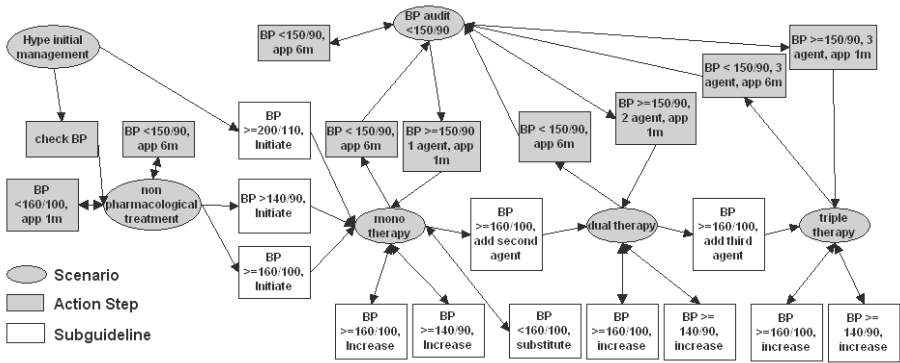 BP <150/90,
app 6m
BP audit
<150/90
BP >=150/90, 3
agent, app 1m
Hype initial
management
BP < 150/90, 3
agent, app 6m
check BP
BP <150/90,
app 6m
BP
>=200/110,
Initiate
BP < 150/90,
app 6m
BP >=150/90
1 agent, app
1m
BP < 150/90,
app 6m
BP >=150/90,
2 agent, app
1m
BP
<160/100,
app 1m
non
pharmacological
treatment
BP >140/90,
Initiate
mono
therapy
BP
>=160/100,
add second
agent
dual therapy
BP
>=160/100,
add third
agent
triple
therapy
BP
>=160/100,
Initiate
Scenario
Action Step
Subguideline
BP
>=160/100,
Increase
BP
>=140/90,
Increase
BP
<160/100,
substitute
BP
>=160/100,
increase
BP >=
140/90,
increase
BP
>=160/100,
increase
BP >=
140/90,
increase